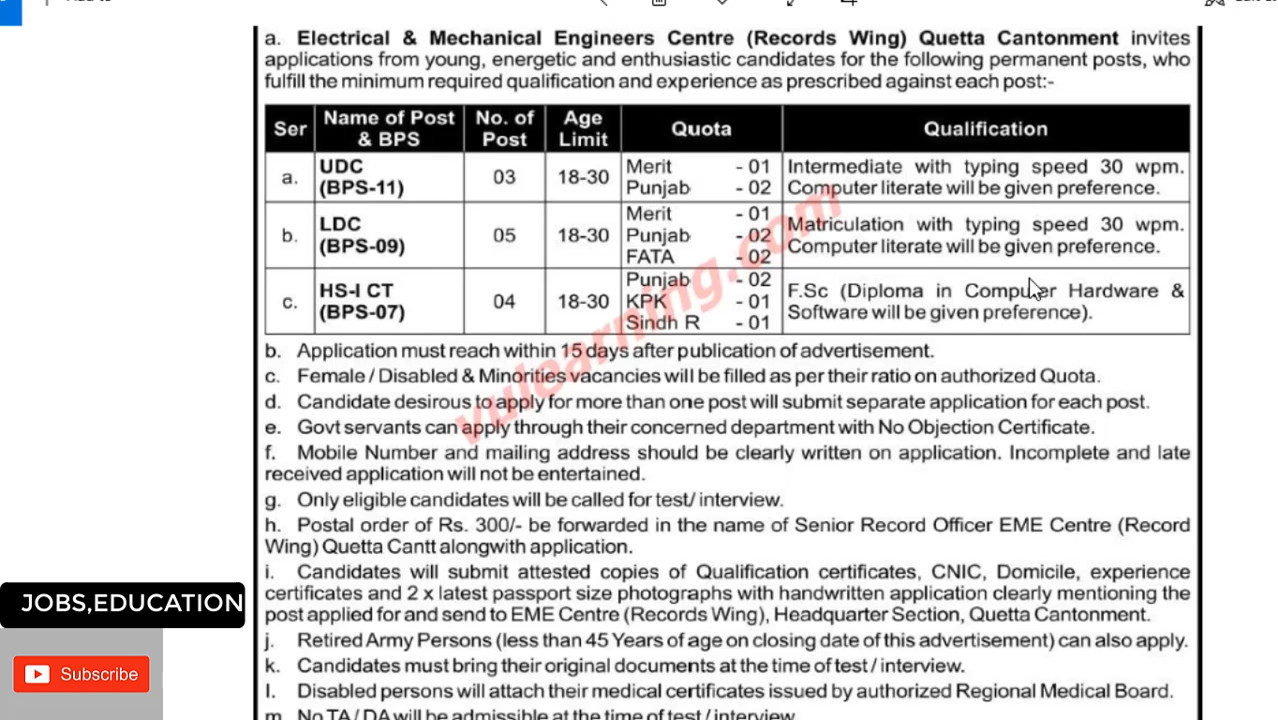 a. Electrical & Mechanical Engineers Centre (Records Wing) Quetta Cantonment invites
applications from young, energetic and enthusiastic candidates for the following permanent posts, who
fulfill the minimum required qualification and experience as prescribed against each post:-
Ser Name of Post & BPS No. of Post Age Limit Quota Qualification
a. UDC (BPS-11) 03 18-30 Merit - 01 Punjab - 02 Intermediate with typing speed 30 wpm. Computer literate will be given preference.
b. LDC (BPS-09) 05 18-30 Merit - 01 Punjab - 02 FATA - 02 Matriculation with typing speed 30 wpm. Computer literate will be given preference.
c. HS-I CT (BPS-07) 04 18-30 Punjab - 02 KPK - 01 Sindh R - 01 F.Sc (Diploma in Computer Hardware & Software will be given preference).
b. Application must reach within 15 days after publication of advertisement.
c. Female / Disabled & Minorities vacancies will be filled as per their ratio on authorized Quota.
d. Candidate desirous to apply for more than one post will submit separate application for each post.
e. Govt servants can apply through their concerned department with No Objection Certificate.
f. Mobile Number and mailing address should be clearly written on application. Incomplete and late
received application will not be entertained.
g. Only eligible candidates will be called for test/ interview.
h. Postal order of Rs. 300/- be forwarded in the name of Senior Record Officer EME Centre (Record
Wing) Quetta Cantt alongwith application.
i. Candidates will submit attested copies of Qualification certificates, CNIC, Domicile, experience
certificates and 2 x latest passport size photographs with handwritten application clearly mentioning the
post applied for and send to EME Centre (Records Wing), Headquarter Section, Quetta Cantonment.
j. Retired Army Persons (less than 45 Years of age on closing date of this advertisement) can also apply.
k. Candidates must bring their original documents at the time of test / interview.
l. Disabled persons will attach their medical certificates issued by authorized Regional Medical Board.
m. No TA / DA will be admissible at the time of test / interview.
vulearning.com
JOBS,EDUCATION
Subscribe